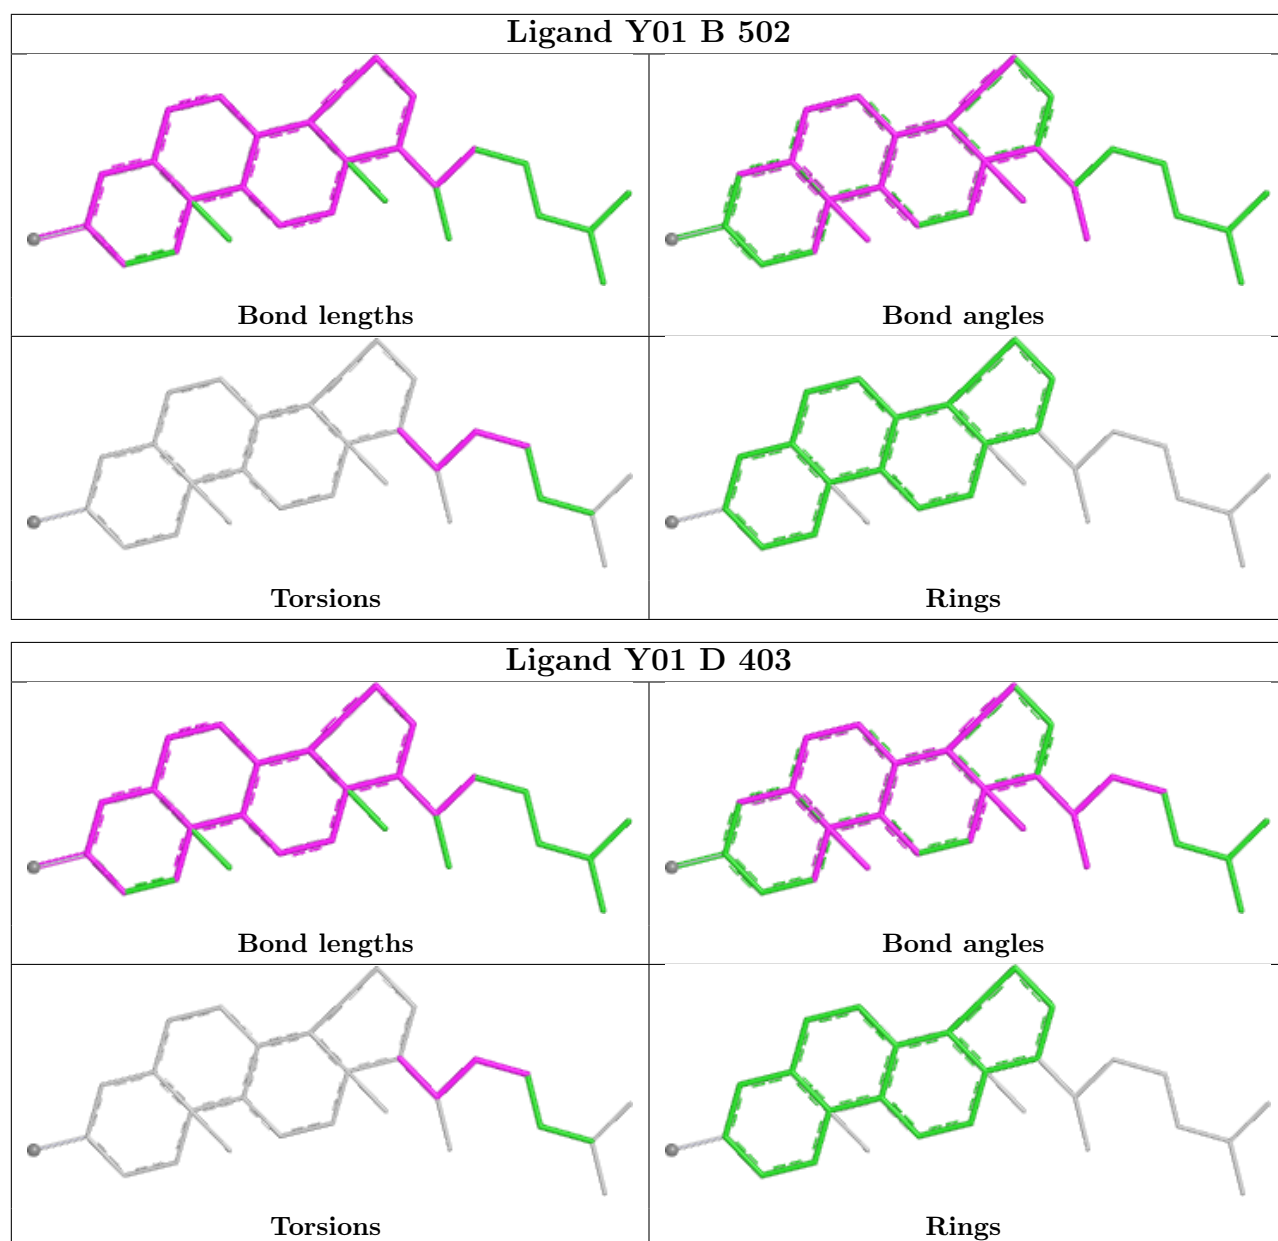 Ligand Y01 B 502
Bond lengths
Bond angles
Torsions
Rings
Ligand Y01 D 403
Bond lengths
Bond angles
Torsions
Rings